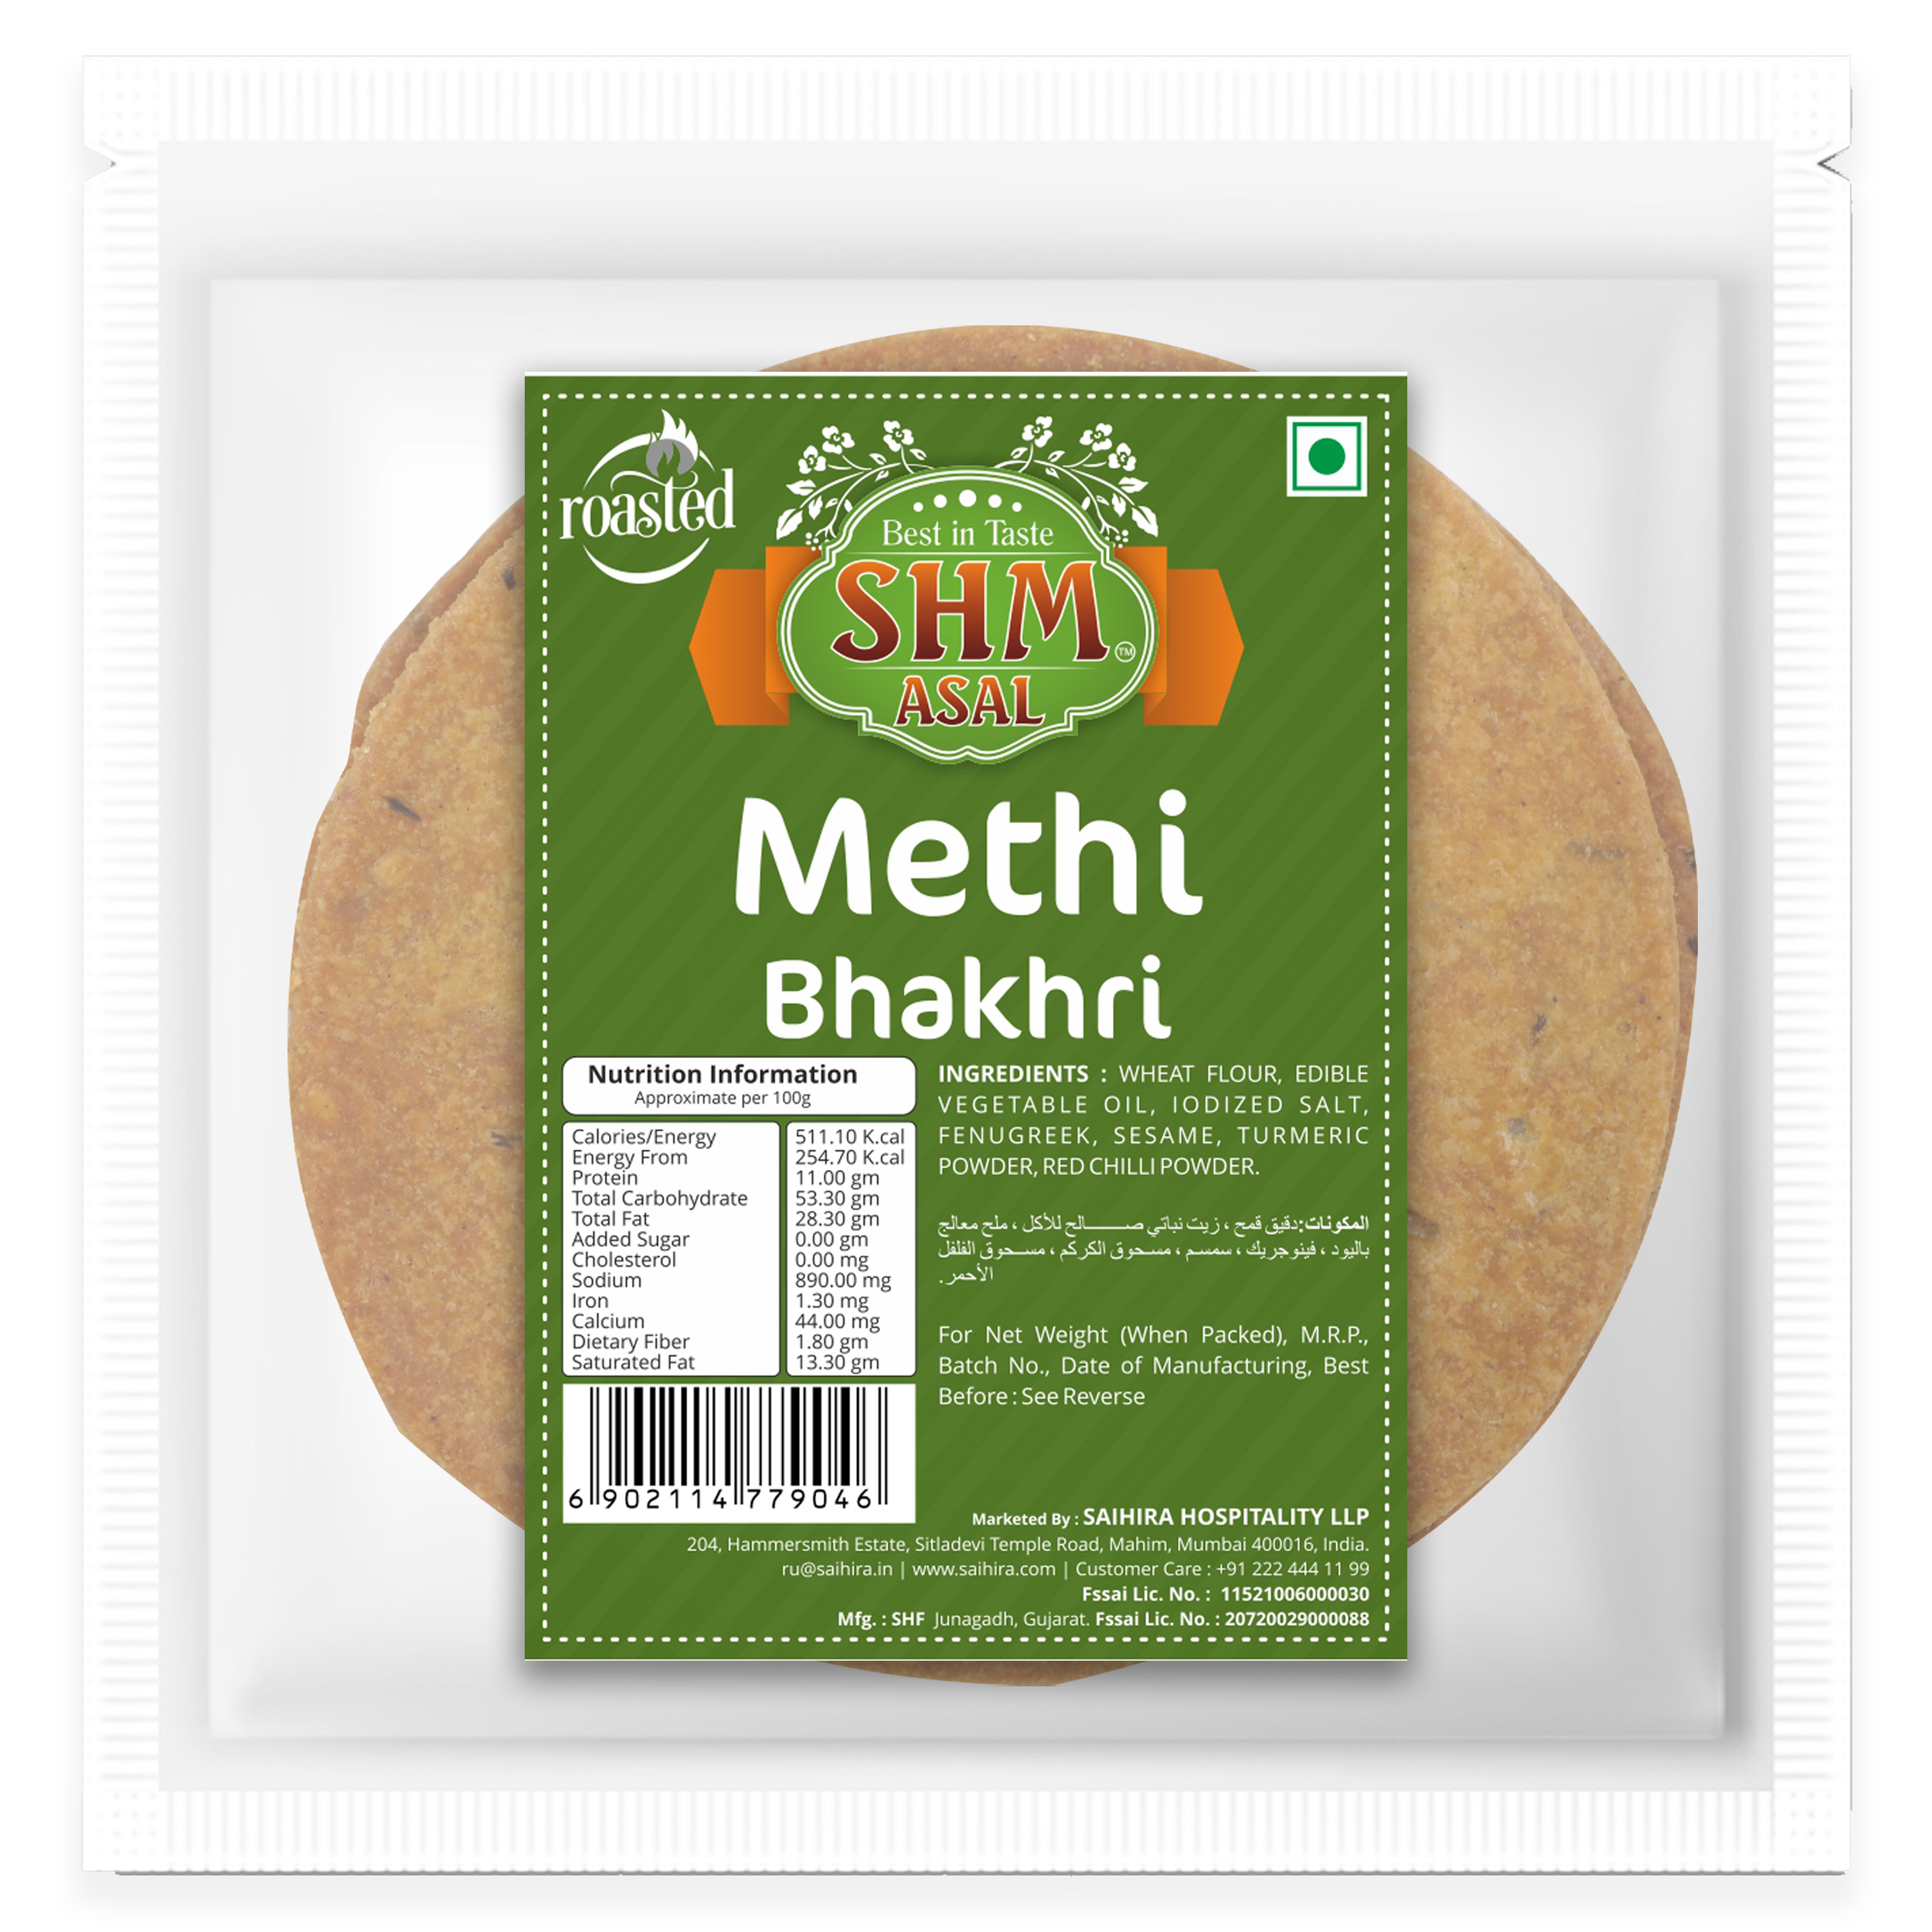 roasted
Best in Taste
SHM TM
ASAL
Methi
Bhakhri
Nutrition Information
Approximate per 100g
Calories/Energy 511.10 K.cal
Energy From 254.70 K.cal
Protein 11.00 gm
Total Carbohydrate 53.30 gm
Total Fat 28.30 gm
Added Sugar 0.00 gm
Cholesterol 0.00 mg
Sodium 890.00 mg
Iron 1.30 mg
Calcium 44.00 mg
Dietary Fiber 1.80 gm
Saturated Fat 13.30 gm
6 902114 779046
INGREDIENTS : WHEAT FLOUR, EDIBLE
VEGETABLE OIL, IODIZED SALT,
FENUGREEK, SESAME, TURMERIC
POWDER, RED CHILLI POWDER.
المكونات:دقيق قمح ، زيت نباتي صـــــــالح للأكل ، ملح معالج
باليود ، فينوجريك ، سمسم ، مسـحوق الكركم ، مســحوق الفلفل
الأحمر.
For Net Weight (When Packed), M.R.P.,
Batch No., Date of Manufacturing, Best
Before : See Reverse
Marketed By : SAIHIRA HOSPITALITY LLP
204, Hammersmith Estate, Sitladevi Temple Road, Mahim, Mumbai 400016, India.
ru@saihira.in | www.saihira.com | Customer Care : +91 222 444 11 99
Fssai Lic. No. : 11521006000030
Mfg. : SHF Junagadh, Gujarat. Fssai Lic. No. : 20720029000088